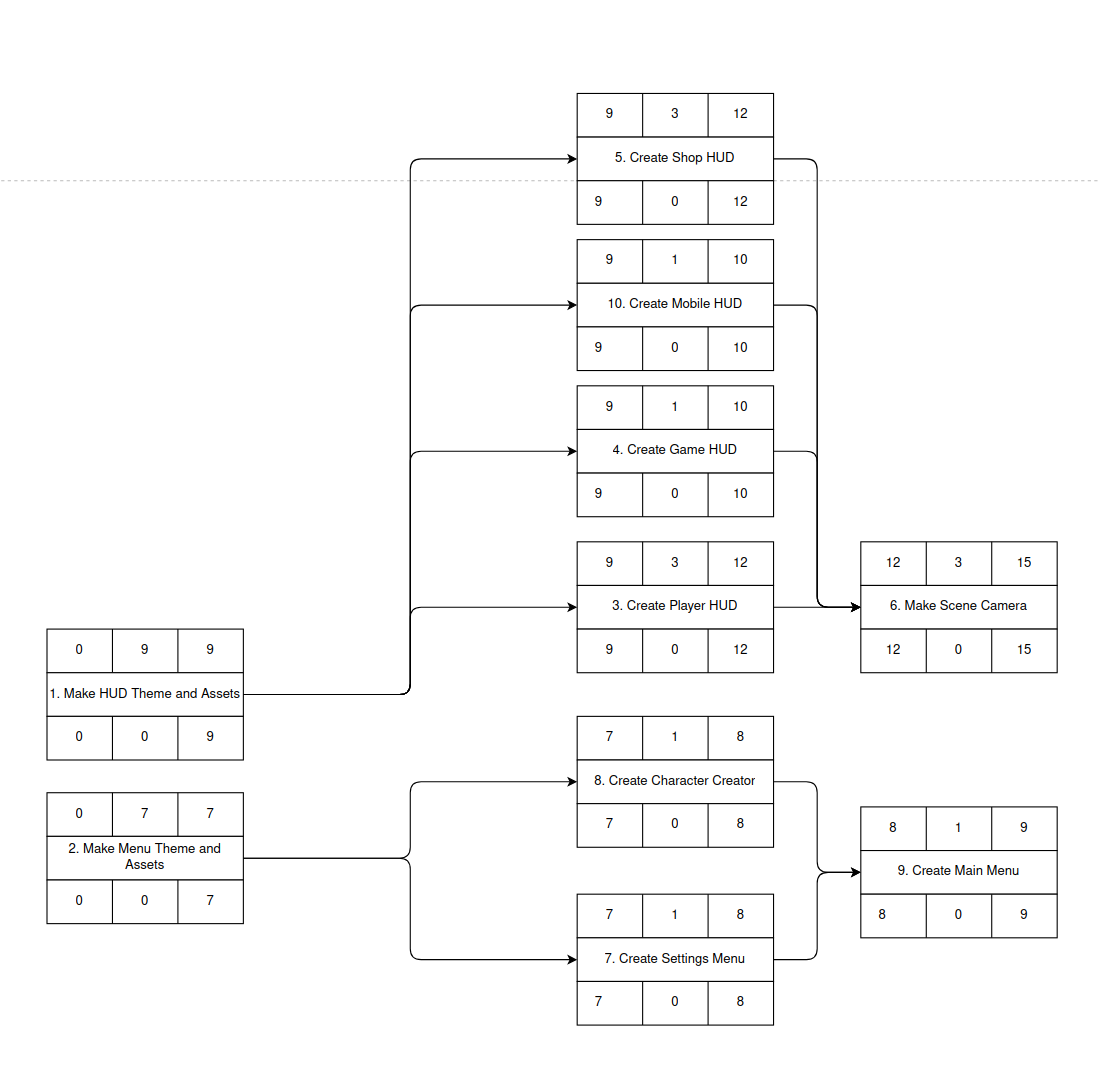 9 3 12
5. Create Shop HUD
9 0 12
9 1 10
10. Create Mobile HUD
9 0 10
9 1 10
4. Create Game HUD
9 0 10
9 3 12
3. Create Player HUD
9 0 12
12 3 15
6. Make Scene Camera
12 0 15
0 9 9
1. Make HUD Theme and Assets
0 0 9
0 7 7
2. Make Menu Theme and
Assets
0 0 7
7 1 8
8. Create Character Creator
7 0 8
8 1 9
9. Create Main Menu
8 0 9
7 1 8
7. Create Settings Menu
7 0 8